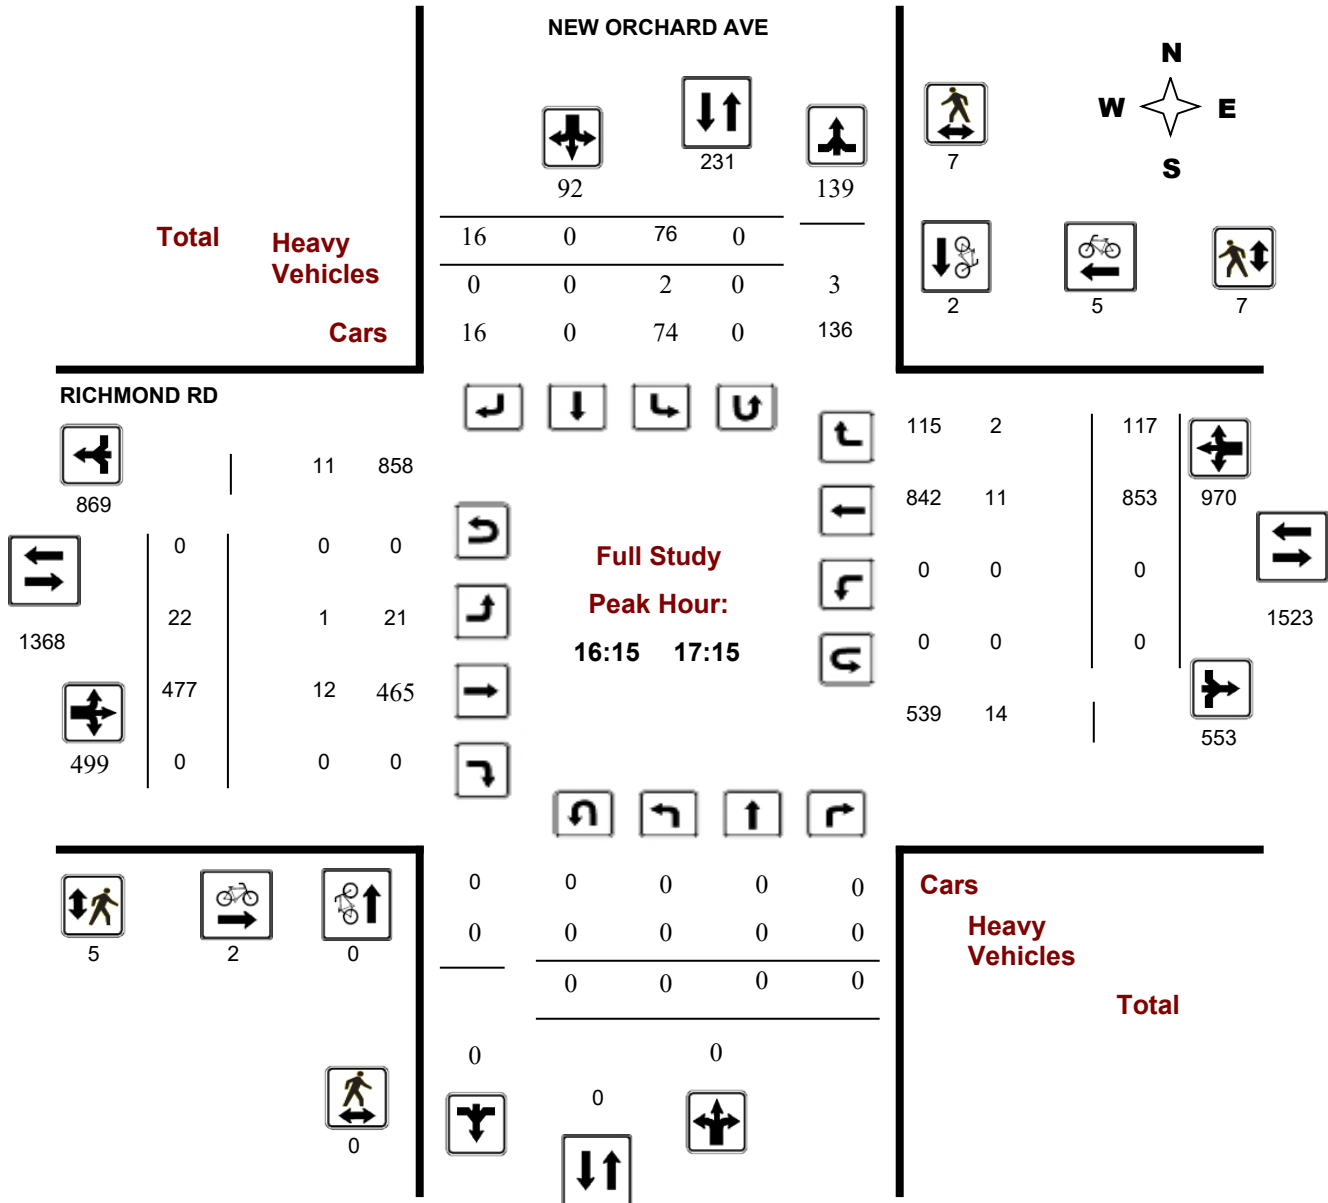 NEW ORCHARD AVE
N
W E
S
231
7
92 139
Total Heavy Vehicles
16 0 76 0
0 0 2 0 3
Cars 16 0 74 0 136
2 5 7
RICHMOND RD
115 2 117
11 858
869
842 11 853 970
0 0 0
Full Study
0 0 0
Peak Hour:
22 1 21
1368
1523
16:15 17:15
0 0 0
477 12 465
539 14
553
499 0 0 0
0 0 0 0 0
Cars
0 0 0 0 0
Heavy Vehicles
5 2 0
0 0 0 0
Total
0 0
0
0